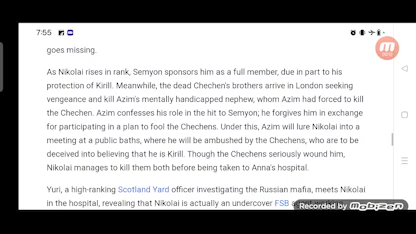 7:55
goes missing.
As Nikolai rises in rank, Semyon sponsors him as a full member, due in part to his
protection of Kirill. Meanwhile, the dead Chechen's brothers arrive in London seeking
vengeance and kill Azim's mentally handicapped nephew, whom Azim had forced to kill
the Chechen. Azim confesses his role in the hit to Semyon; he forgives him in exchange
for participating in a plan to fool the Chechens. Under this, Azim will lure Nikolai into a
meeting at a public baths, where he will be ambushed by the Chechens, who are to be
deceived into believing that he is Kirill. Though the Chechens seriously wound him,
Nikolai manages to kill them both before being taken to Anna's hospital.
Yuri, a high-ranking Scotland Yard officer investigating the Russian mafia, meets Nikolai
in the hospital, revealing that Nikolai is actually an undercover FSB
Recorded by MOBIZEN